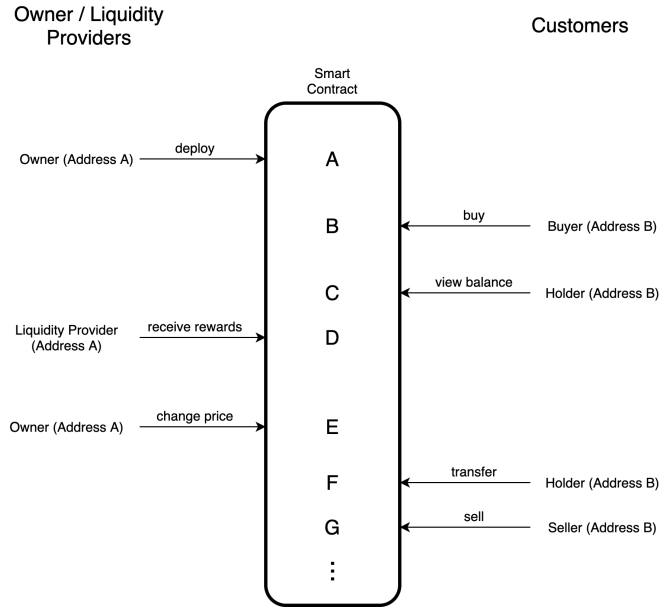 Owner / Liquidity
Providers
Customers
Smart
Contract
Owner (Address A)
deploy
A
B
buy
Buyer (Address B)
C
view balance
Holder (Address B)
Liquidity Provider
(Address A)
receive rewards
D
Owner (Address A)
change price
E
F
transfer
Holder (Address B)
G
sell
Seller (Address B)
⋮